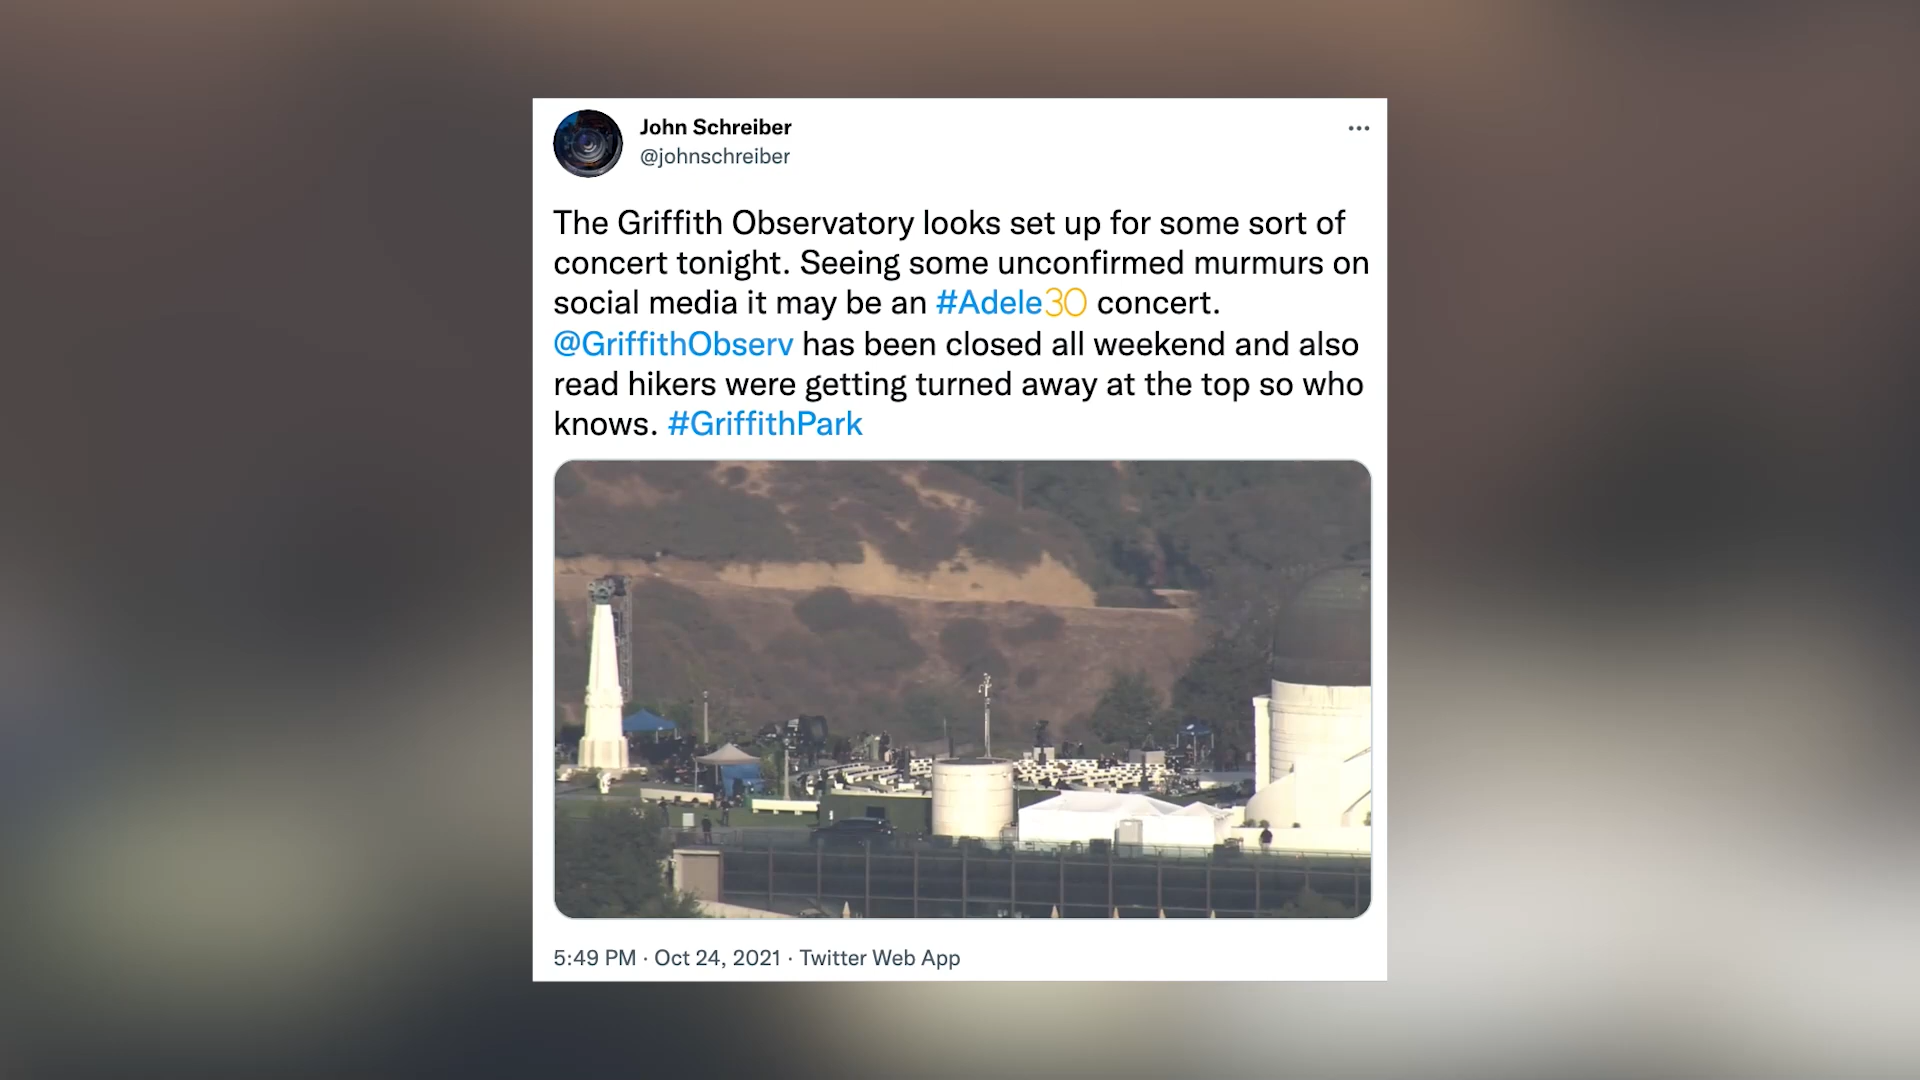 John Schreiber
@johnschreiber
The Griffith Observatory looks set up for some sort of
concert tonight. Seeing some unconfirmed murmurs on
social media it may be an #Adele30 concert.
@GriffithObserv has been closed all weekend and also
read hikers were getting turned away at the top so who
knows. #GriffithPark
5:49 PM · Oct 24, 2021 · Twitter Web App